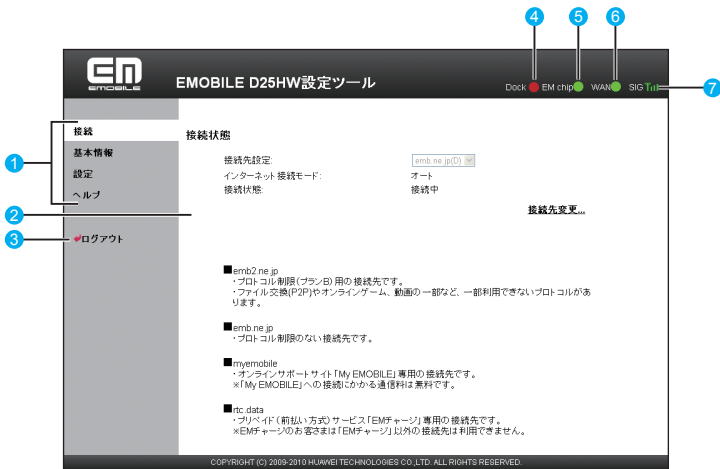 4 5 6
EM
EMOBILE
EMOBILE D25HW設定ツール
Dock EM chip WAN SIG
7
接続
基本情報
設定
ヘルプ
1
2
3
ログアウト
接続状態
接続先設定: emb.ne.jp(D)
インターネット接続モード: オート
接続状態: 接続中
接続先変更...
■emb2.ne.jp
・プロトコル制限(プランB)用の接続先です。
・ファイル交換(P2P)やオンラインゲーム、動画の一部など、一部利用できないプロトコルがあ
ります。
■emb.ne.jp
・プロトコル制限のない接続先です。
■myemobile
・オンラインサポートサイト「My EMOBILE」専用の接続先です。
※「My EMOBILE」への接続にかかる通信料は無料です。
■rtc.data
・プリペイド(前払い方式)サービス「EMチャージ」専用の接続先です。
※EMチャージのお客さまは「EMチャージ」以外の接続先は利用できません。
COPYRIGHT (C) 2009-2010 HUAWEI TECHNOLOGIES CO.,LTD. ALL RIGHTS RESERVED.